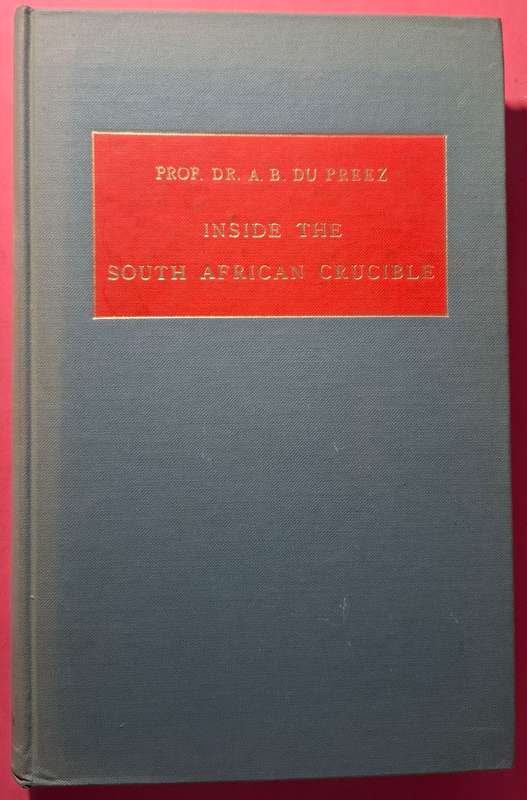 PROF. DR. A. B. DU PREEZ
INSIDE THE
SOUTH AFRICAN CRUCIBLE